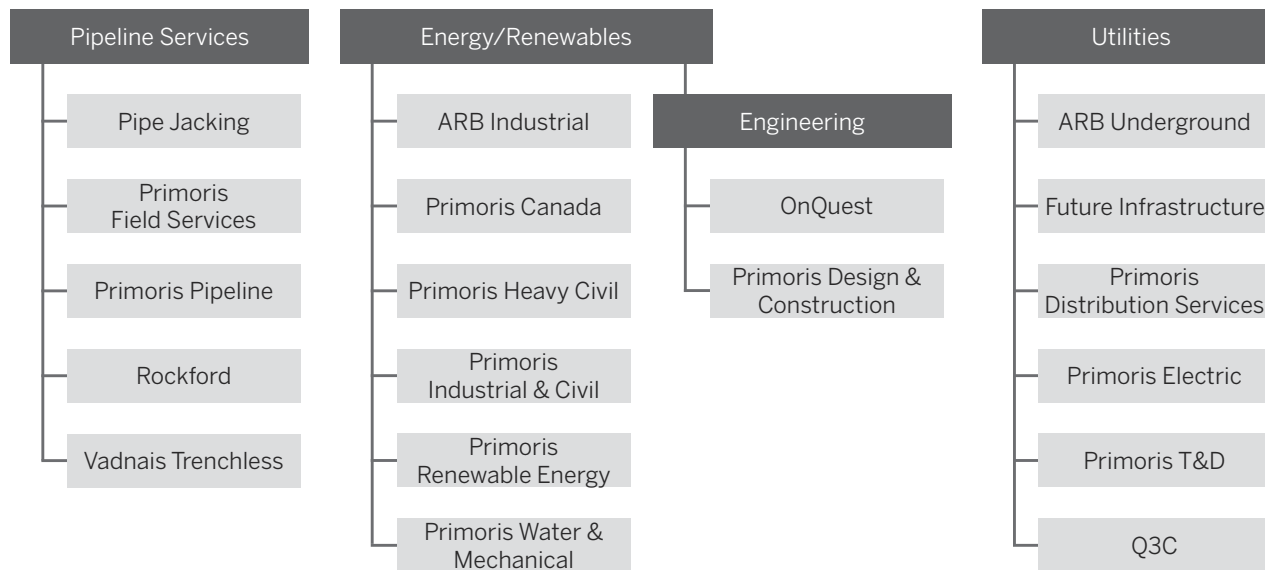 Pipeline Services
Pipe Jacking
Primoris
Field Services
Primoris Pipeline
Rockford
Vadnais Trenchless
Energy/Renewables
ARB Industrial
Primoris Canada
Primoris Heavy Civil
Primoris
Industrial & Civil
Primoris
Renewable Energy
Primoris Water &
Mechanical
Engineering
OnQuest
Primoris Design &
Construction
Utilities
ARB Underground
Future Infrastructure
Primoris
Distribution Services
Primoris Electric
Primoris T&D
Q3C